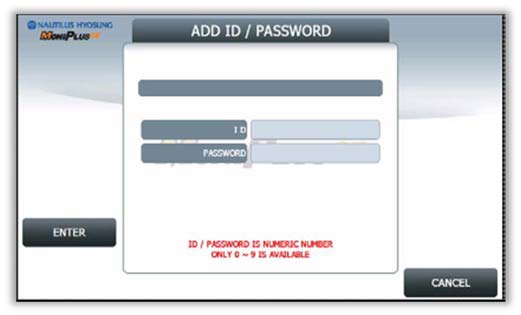 NAUTILUS HYOSUNG
MONIPLUS
ADD ID / PASSWORD
ID
PASSWORD
ENTER
ID / PASSWORD IS NUMERIC NUMBER
ONLY 0 ~ 9 IS AVAILABLE
CANCEL